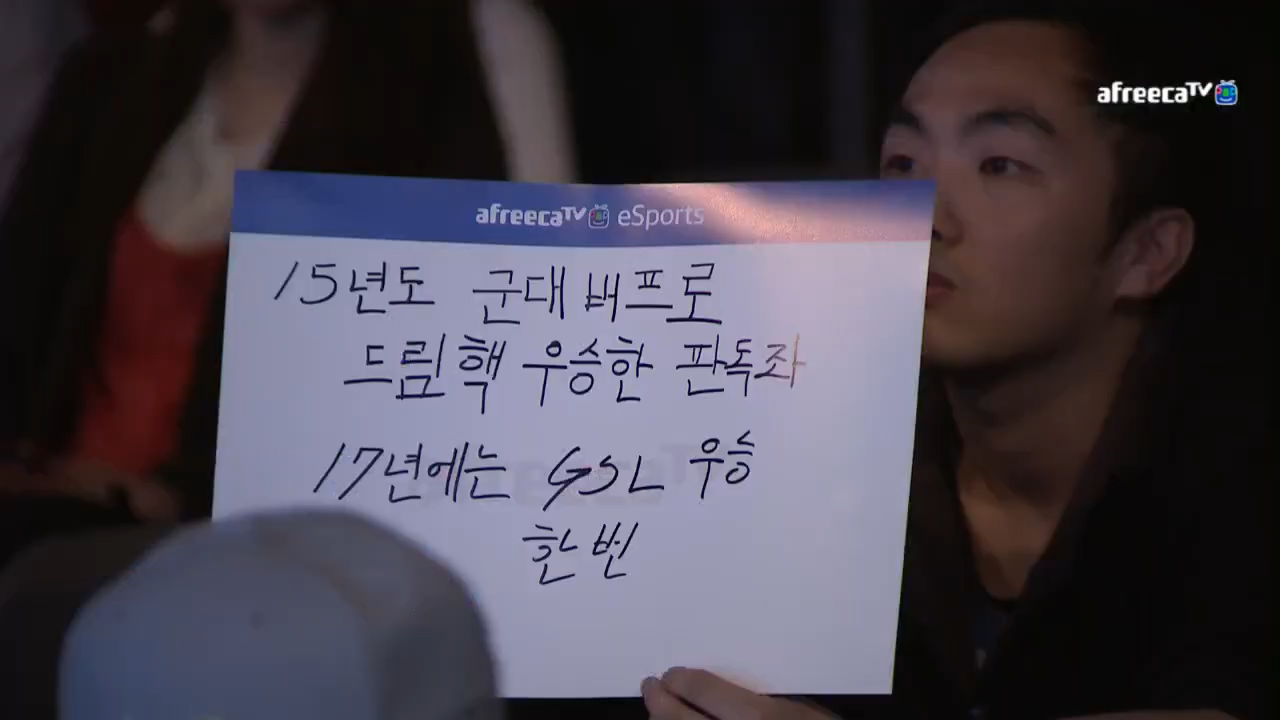 afreecaTV
afreecaTV eSports
15년도 군대 버프로
드림핵 우승한 판독좌
17년에는 GSL 우승
한 번